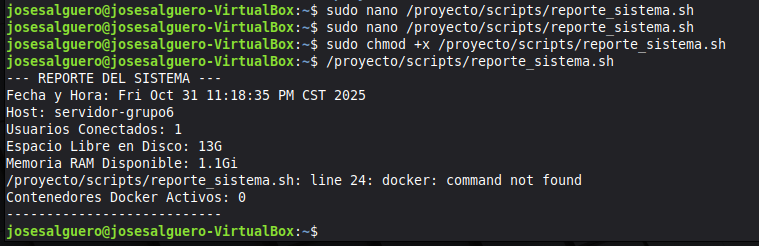 josesalguero@josesalguero-VirtualBox:~$ sudo nano /proyecto/scripts/reporte_sistema.sh
josesalguero@josesalguero-VirtualBox:~$ sudo nano /proyecto/scripts/reporte_sistema.sh
josesalguero@josesalguero-VirtualBox:~$ sudo chmod +x /proyecto/scripts/reporte_sistema.sh
josesalguero@josesalguero-VirtualBox:~$ /proyecto/scripts/reporte_sistema.sh
--- REPORTE DEL SISTEMA ---
Fecha y Hora: Fri Oct 31 11:18:35 PM CST 2025
Host: servidor-grupo6
Usuarios Conectados: 1
Espacio Libre en Disco: 13G
Memoria RAM Disponible: 1.1Gi
/proyecto/scripts/reporte_sistema.sh: line 24: docker: command not found
Contenedores Docker Activos: 0
---------------------------
josesalguero@josesalguero-VirtualBox:~$